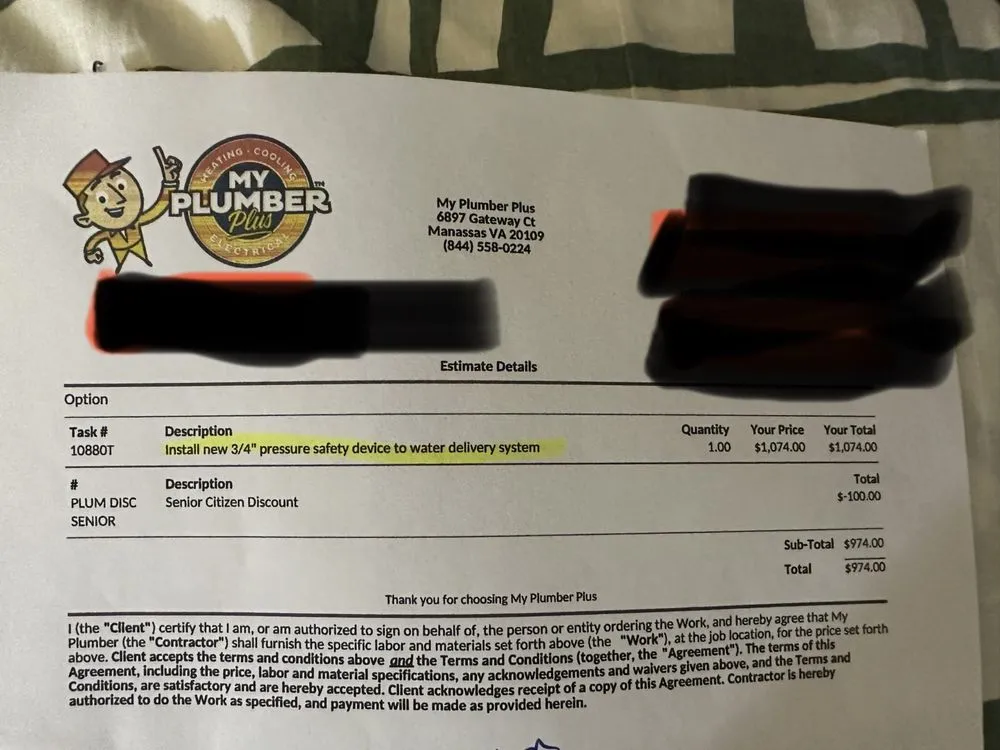 HEATING · COOLING
MY
PLUMBER™
Plus
ELECTRICAL
My Plumber Plus
6897 Gateway Ct
Manassas VA 20109
(844) 558-0224
Estimate Details
Option
Task # Description Quantity Your Price Your Total
10880T Install new 3/4" pressure safety device to water delivery system 1.00 $1,074.00 $1,074.00
# Description Total
PLUM DISC Senior Citizen Discount $-100.00
SENIOR
Sub-Total $974.00
Total $974.00
Thank you for choosing My Plumber Plus
I (the "Client") certify that I am, or am authorized to sign on behalf of, the person or entity ordering the Work, and hereby agree that My
Plumber (the "Contractor") shall furnish the specific labor and materials set forth above (the "Work"), at the job location, for the price set forth
above. Client accepts the terms and conditions above and the Terms and Conditions (together, the "Agreement"). The terms of this
Agreement, including the price, labor and material specifications, any acknowledgements and waivers given above, and the Terms and
Conditions, are satisfactory and are hereby accepted. Client acknowledges receipt of a copy of this Agreement. Contractor is hereby
authorized to do the Work as specified, and payment will be made as provided herein.